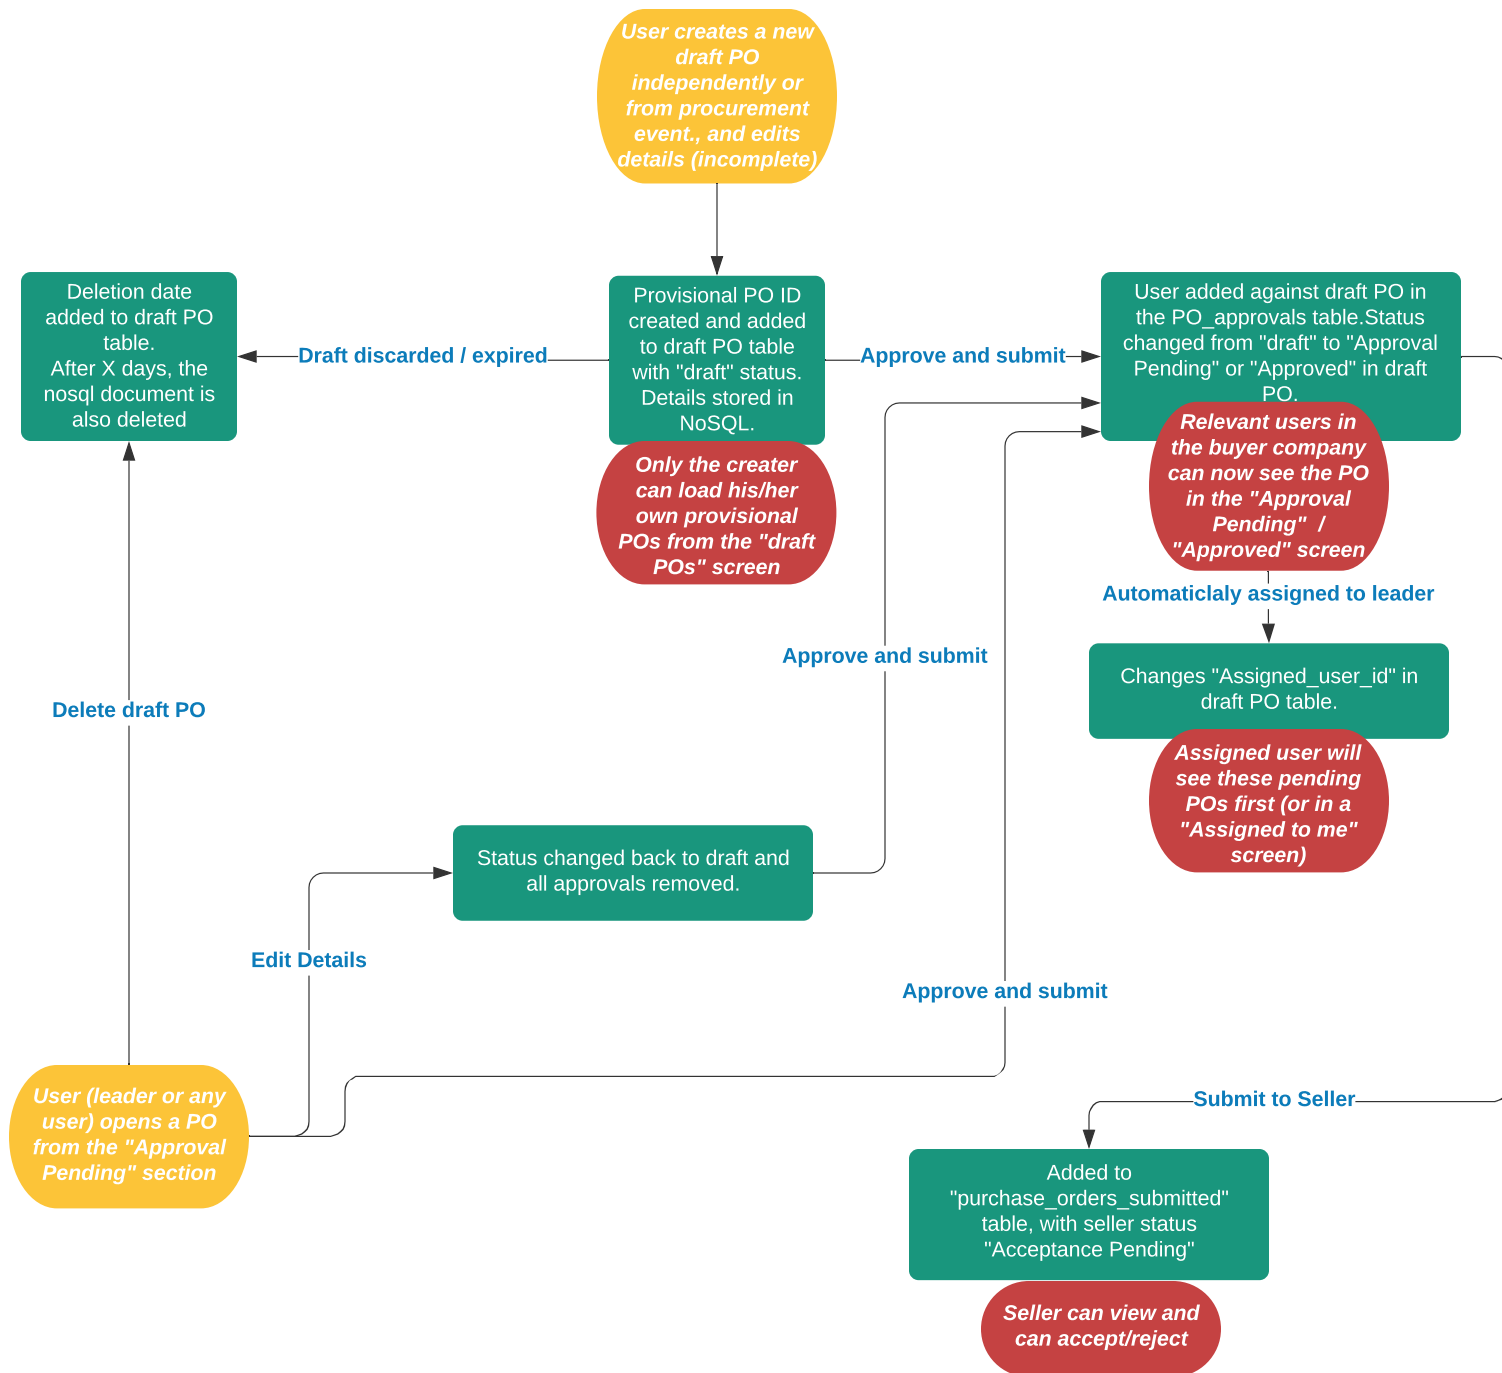 User creates a new
draft PO
independently or
from procurement
event., and edits
details (incomplete)
Deletion date
added to draft PO
table.
After X days, the
nosql document is
also deleted
Draft discarded / expired
Provisional PO ID
created and added
to draft PO table
with "draft" status.
Details stored in
NoSQL.
Only the creater
can load his/her
own provisional
POs from the "draft
POs" screen
Approve and submit
User added against draft PO in
the PO_approvals table.Status
changed from "draft" to "Approval
Pending" or "Approved" in draft
PO.
Relevant users in
the buyer company
can now see the PO
in the "Approval
Pending"  /
"Approved" screen
Automaticlaly assigned to leader
Changes "Assigned_user_id" in
draft PO table.
Assigned user will
see these pending
POs first (or in a
"Assigned to me"
screen)
Approve and submit
Delete draft PO
Status changed back to draft and
all approvals removed.
Edit Details
Approve and submit
User (leader or any
user) opens a PO
from the "Approval
Pending" section
Submit to Seller
Added to
"purchase_orders_submitted"
table, with seller status
"Acceptance Pending"
Seller can view and
can accept/reject